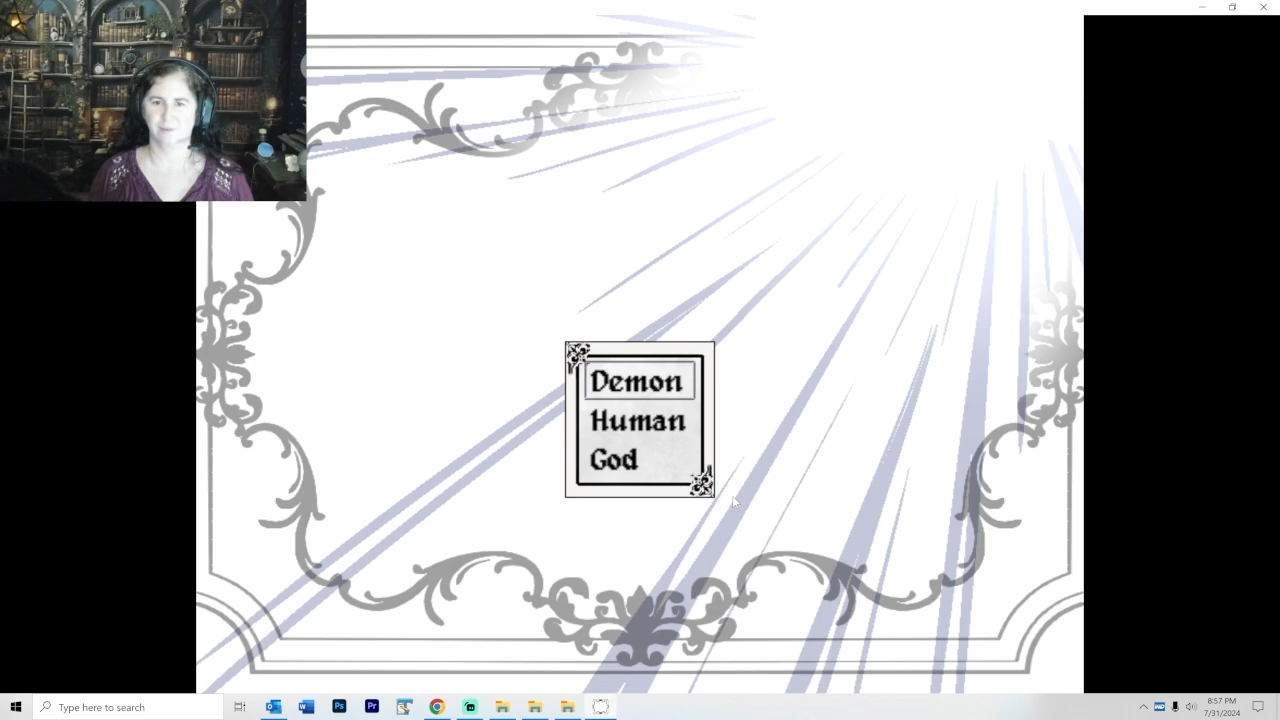 Demon
Human
God
Type here to search
8:57 PM
7/31/2024